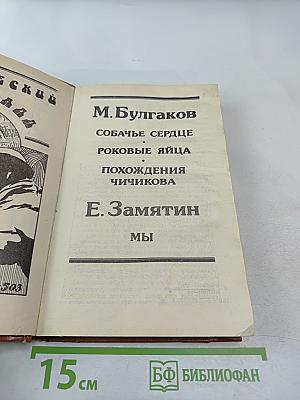 М. Булгаков
СОБАЧЬЕ СЕРДЦЕ
•
РОКОВЫЕ ЯЙЦА
•
ПОХОЖДЕНИЯ
ЧИЧИКОВА
Е. Замятин
МЫ
15 см
БФ БИБЛИОФАН